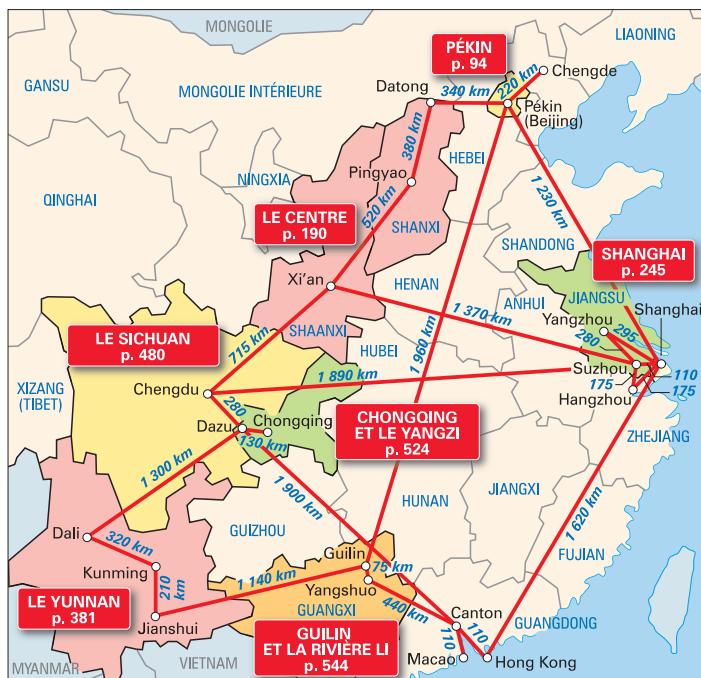 MONGOLIE
LIAONING
PÉKIN
p. 94
GANSU
MONGOLIE INTÉRIEURE
Chengde
220 km
340 km
Datong
Pékin
(Beijing)
HEBEI
380 km
NINGXIA
Pingyao
QINGHAI
520 km
1 230 km
LE CENTRE
p. 190
SHANXI
SHANDONG
SHANGHAI
p. 245
Xi'an
HENAN
ANHUI
JIANGSU
1 370 km
Yangzhou
Shanghai
SHAANXI
LE SICHUAN
p. 480
715 km
HUBEI
1 960 km
280
295
Suzhou
110
175
175
Hangzhou
XIZANG
(TIBET)
Chengdu
1 890 km
280
Dazu
Chongqing
130 km
CHONGQING
ET LE YANGZI
p. 524
ZHEJIANG
1 300 km
1 900 km
HUNAN
JIANGXI
1 620 km
Dali
320 km
GUIZHOU
FUJIAN
Kunming
210
km
Guilin
75 km
1 140 km
Yangshuo
LE YUNNAN
p. 381
GUANGXI
440 km
Canton
GUANGDONG
Jianshui
GUILIN
ET LA RIVIÈRE LI
p. 544
110
110
Macao
Hong Kong
MYANMAR
VIETNAM